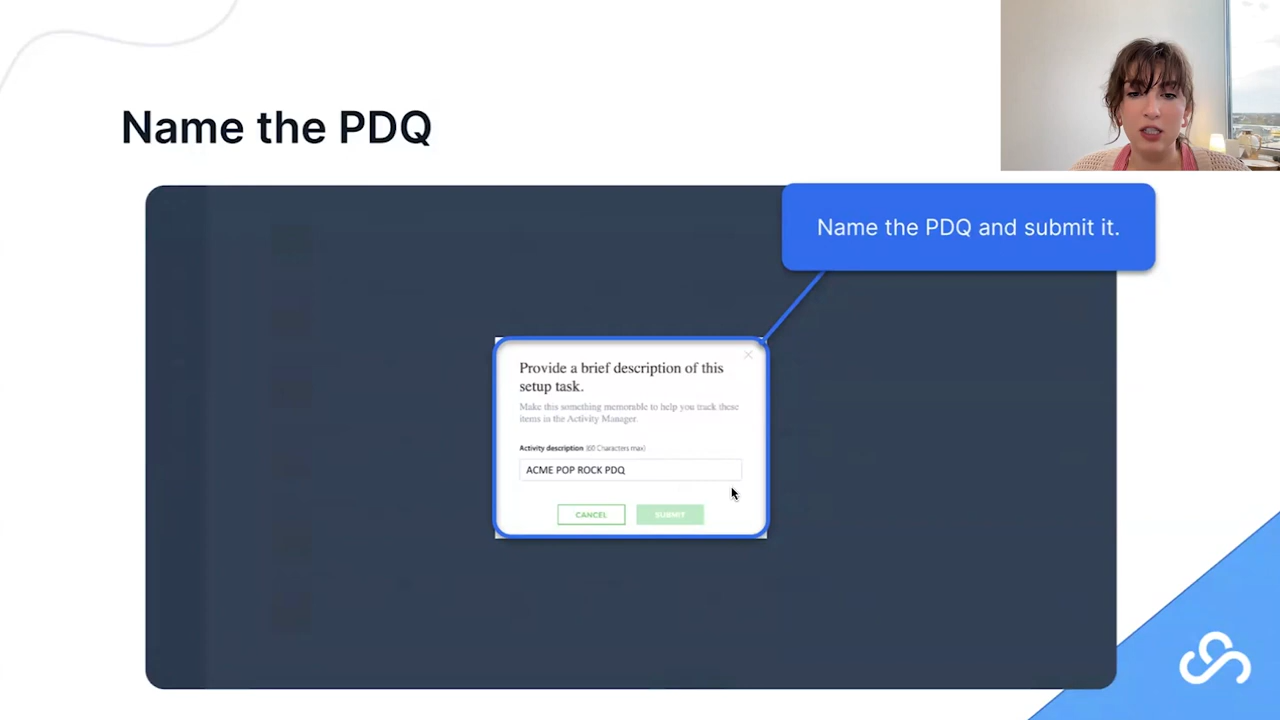 Name the PDQ
Name the PDQ and submit it.
Provide a brief description of this
setup task.
Make this something memorable to help you track these
items in the Activity Manager.
Activity description (60 Characters max)
ACME POP ROCK PDQ
CANCEL
SUBMIT